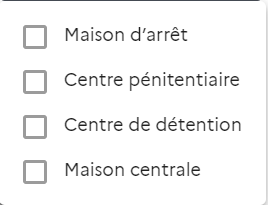 Maison d’arrêt
Centre pénitentiaire
Centre de détention
Maison centrale